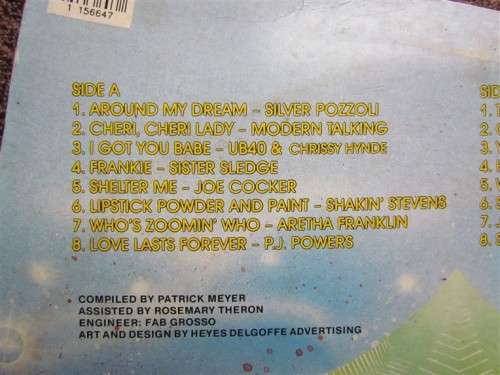 1 156647
SIDE A
1. AROUND MY DREAM – SILVER POZZOLI
2. CHERI, CHERI LADY – MODERN TALKING
3. I GOT YOU BABE – UB40 & CHRISSY HYNDE
4. FRANKIE – SISTER SLEDGE
5. SHELTER ME – JOE COCKER
6. LIPSTICK POWDER AND PAINT – SHAKIN' STEVENS
7. WHO'S ZOOMIN' WHO – ARETHA FRANKLIN
8. LOVE LASTS FOREVER – P.J. POWERS
COMPILED BY PATRICK MEYER
ASSISTED BY ROSEMARY THERON
ENGINEER: FAB GROSSO
ART AND DESIGN BY HEYES DELGOFFE ADVERTISING